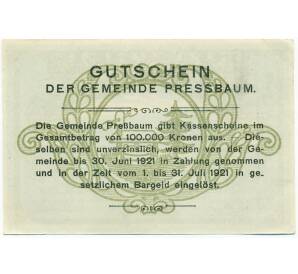 GUTSCHEIN
DER GEMEINDE PRESSBAUM.
Die Gemeinde Preßbaum gibt Kassenscheine im
Gesamtbetrag von 100.000 Kronen aus. Die-
selben sind unverzinslich, werden von der Ge-
meinde bis 30. Juni 1921 in Zahlung genommen
und in der Zeit vom 1. bis 31. Juli 1921 in ge-
setzlichem Bargeld eingelöst.